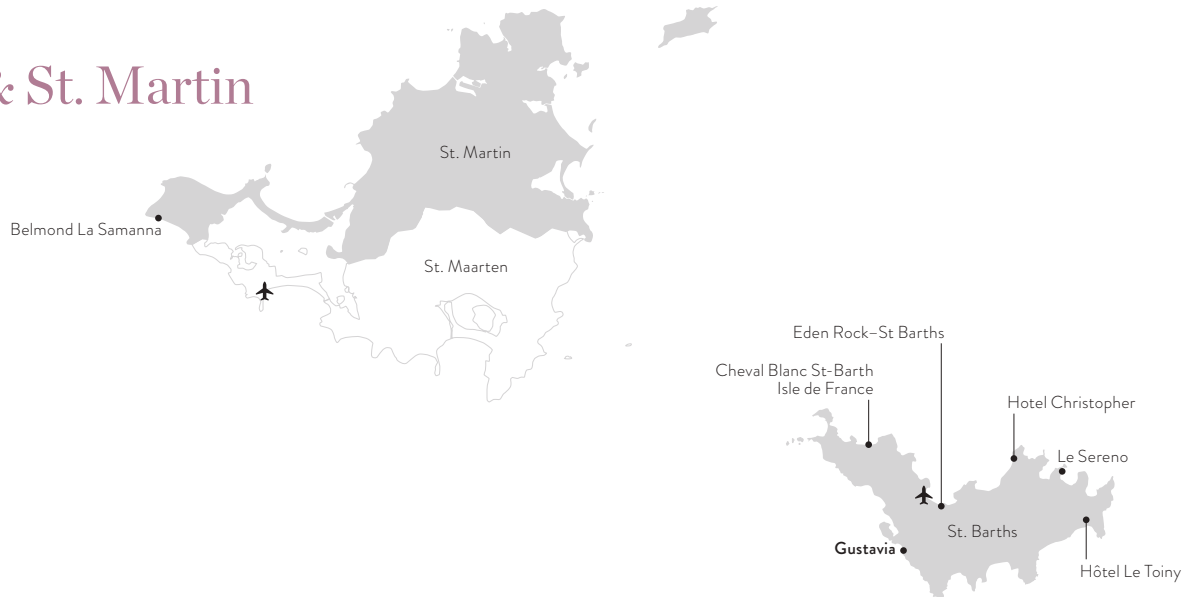 & St. Martin
St. Martin
Belmond La Samanna
St. Maarten
Eden Rock–St Barths
Cheval Blanc St-Barth
Isle de France
Hotel Christopher
Le Sereno
St. Barths
Gustavia
Hôtel Le Toiny